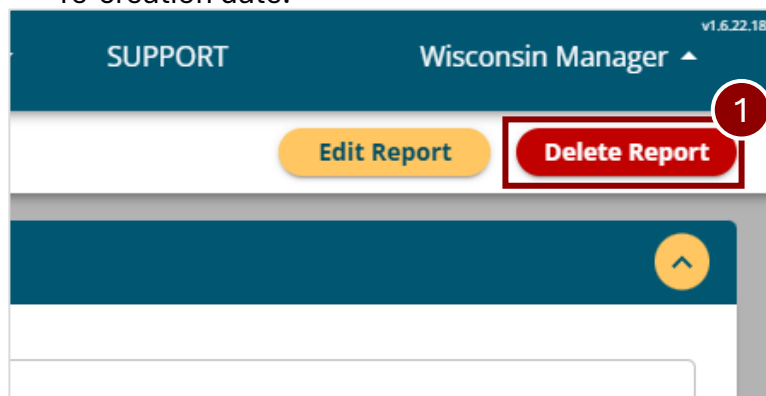 v1.6.22.18
SUPPORT Wisconsin Manager
1
Edit Report Delete Report